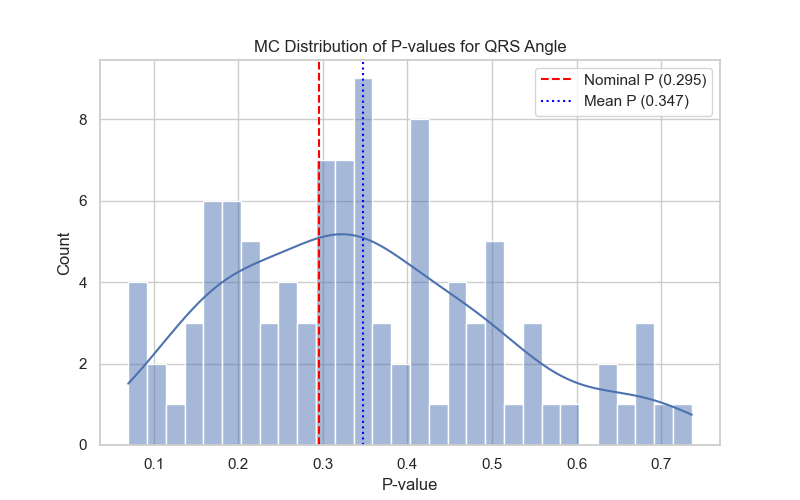 MC Distribution of P-values for QRS Angle
Nominal P (0.295)
Mean P (0.347)
Count
8
6
4
2
0
0.1 0.2 0.3 0.4 0.5 0.6 0.7
P-value